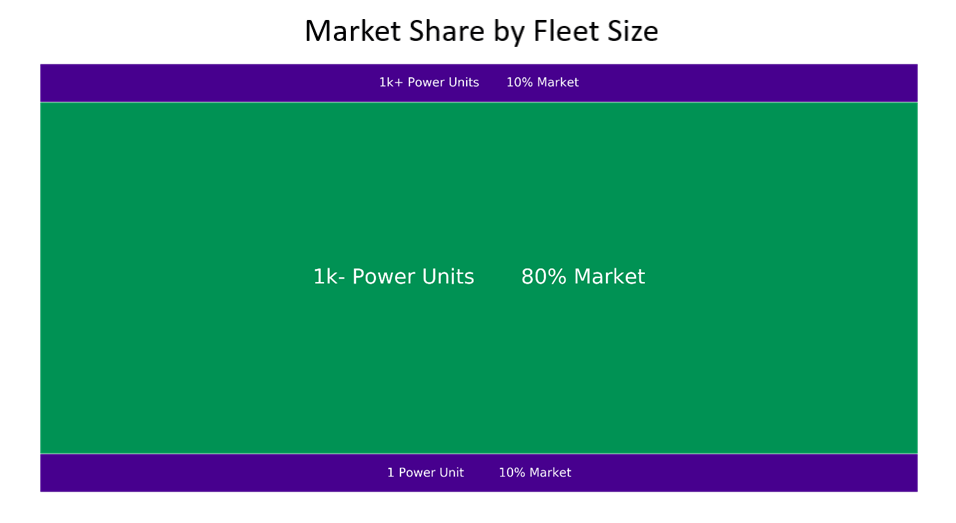 Market Share by Fleet Size
1k+ Power Units 10% Market
1k- Power Units 80% Market
1 Power Unit 10% Market